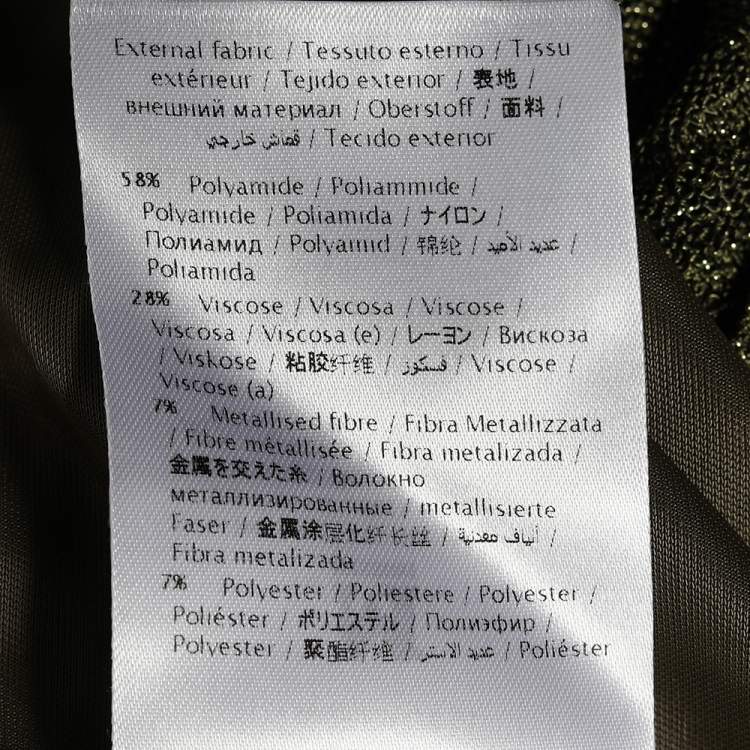 External fabric / Tessuto esterno / Tissu
extérieur / Tejido exterior / 表地 /
внешний материал / Oberstoff / 面料 /
قماش خارجي / Tecido exterior
58% Polyamide / Poliammide /
Polyamide / Poliamida / ナイロン /
Полиамид / Polyamid / 锦纶 / عديد الأميد /
Poliamida
28% Viscose / Viscosa / Viscose /
Viscosa / Viscosa (e) / レーヨン / Вискоза
/ Viskose / 粘胶纤维 / فسكوز / Viscose /
Viscose (a)
7% Metallised fibre / Fibra Metallizzata
/ Fibre métallisée / Fibra metalizada /
金属を交えた糸 / Волокно
металлизированные / metallisierte
Faser / 金属涂层化纤长丝 / ألياف معدنية /
Fibra metalizada
7% Polyester / Poliestere / Polyester /
Poliéster / ポリエステル / Полиэфир /
Polyester / 聚酯纤维 / عديد الاستر / Poliéster